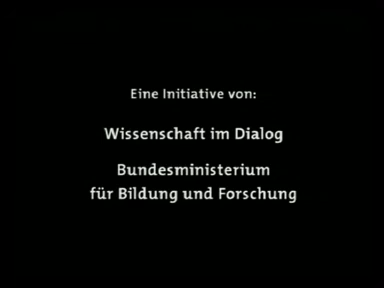 Eine Initiative von:
Wissenschaft im Dialog
Bundesministerium
für Bildung und Forschung